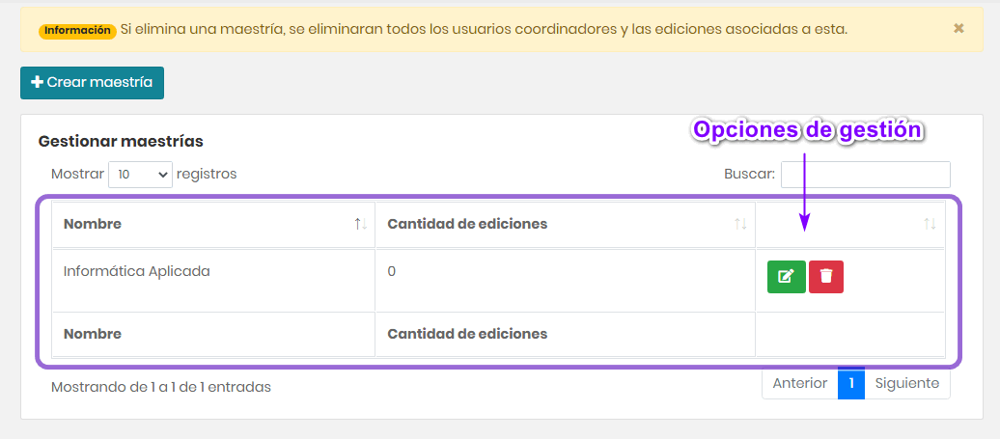 Información Si elimina una maestría, se eliminaran todos los usuarios coordinadores y las ediciones asociadas a esta. ×
Crear maestría
Opciones de gestión
Gestionar maestrías
Mostrar 10 registros Buscar:
Nombre Cantidad de ediciones
Informática Aplicada 0
Nombre Cantidad de ediciones
Mostrando de 1 a 1 de 1 entradas Anterior 1 Siguiente